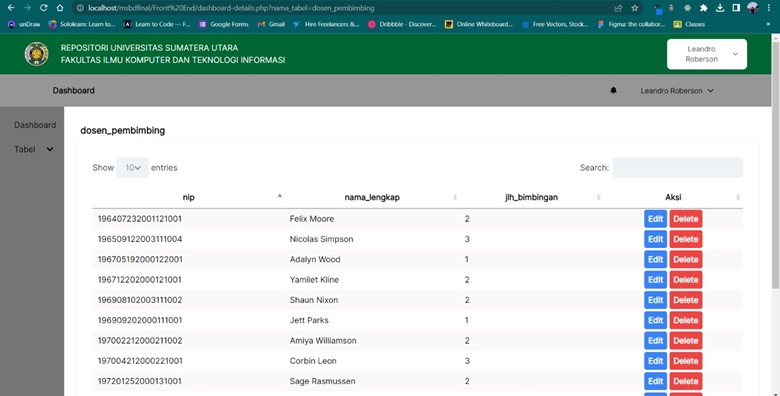 localhost/msbdfinal/Front%20End/dashboard-details.php?nama_tabel=dosen_pembimbing
unDraw Sololearn: Learn to... Learn to Code — F... Google Forms Gmail Hire Freelancers &... Dribbble - Discover... Online Whiteboard... Free Vectors, Stock... Figma: the collabor... Classes
REPOSITORI UNIVERSITAS SUMATERA UTARA
FAKULTAS ILMU KOMPUTER DAN TEKNOLOGI INFORMASI
Leandro
Roberson
Dashboard Leandro Roberson
Dashboard
Tabel
dosen_pembimbing
Show 10 entries Search:
nip nama_lengkap jlh_bimbingan Aksi
196407232001121001 Felix Moore 2 Edit Delete
196509122003111004 Nicolas Simpson 3 Edit Delete
196705192000122001 Adalyn Wood 1 Edit Delete
196712202000121001 Yamilet Kline 2 Edit Delete
196908102003111002 Shaun Nixon 2 Edit Delete
196909202000111001 Jett Parks 1 Edit Delete
197002212000211002 Amiya Williamson 2 Edit Delete
197004212000221001 Corbin Leon 3 Edit Delete
197201252000131001 Sage Rasmussen 2 Edit Delete